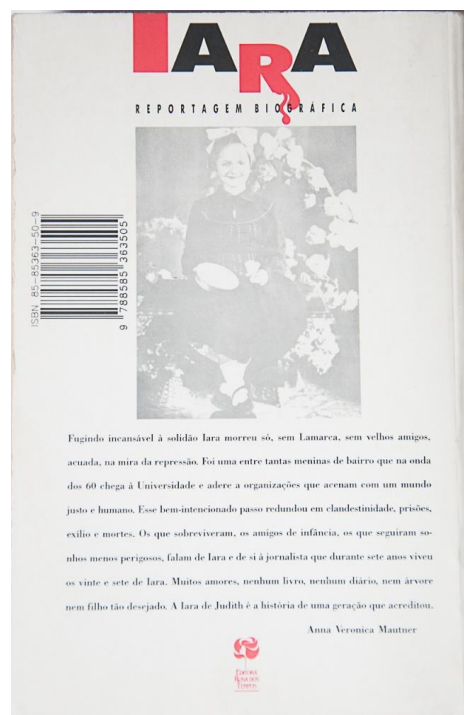 IARA
REPORTAGEM BIOGRÁFICA
ISBN 85-85363-50-9
9 788585 363505
Fugindo incansável à solidão Iara morreu só, sem Lamarca, sem velhos amigos,
acuada, na mira da repressão. Foi uma entre tantas meninas de bairro que na onda
dos 60 chega à Universidade e adere a organizações que acenam com um mundo
justo e humano. Esse bem-intencionado passo redundou em clandestinidade, prisões,
exílio e mortes. Os que sobreviveram, os amigos de infância, os que seguiram so-
nhos menos perigosos, falam de Iara e de si à jornalista que durante sete anos viveu
os vinte e sete de Iara. Muitos amores, nenhum livro, nenhum diário, nem árvore
nem filho tão desejado. A Iara de Judith é a história de uma geração que acreditou.
Anna Veronica Mautner
EDITORA
ROSA DOS
TEMPOS